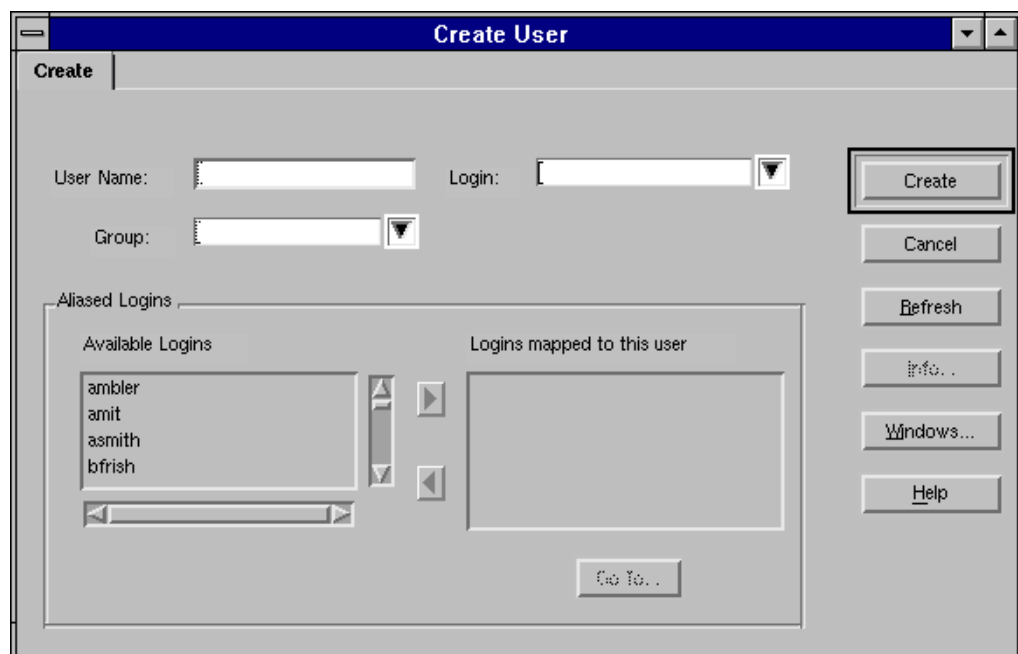 Create User
Create
User Name:
Login:
Create
Group:
Cancel
Aliased Logins
Refresh
Available Logins
Logins mapped to this user
Info...
ambler
amit
asmith
bfrish
Windows...
Help
Go To...